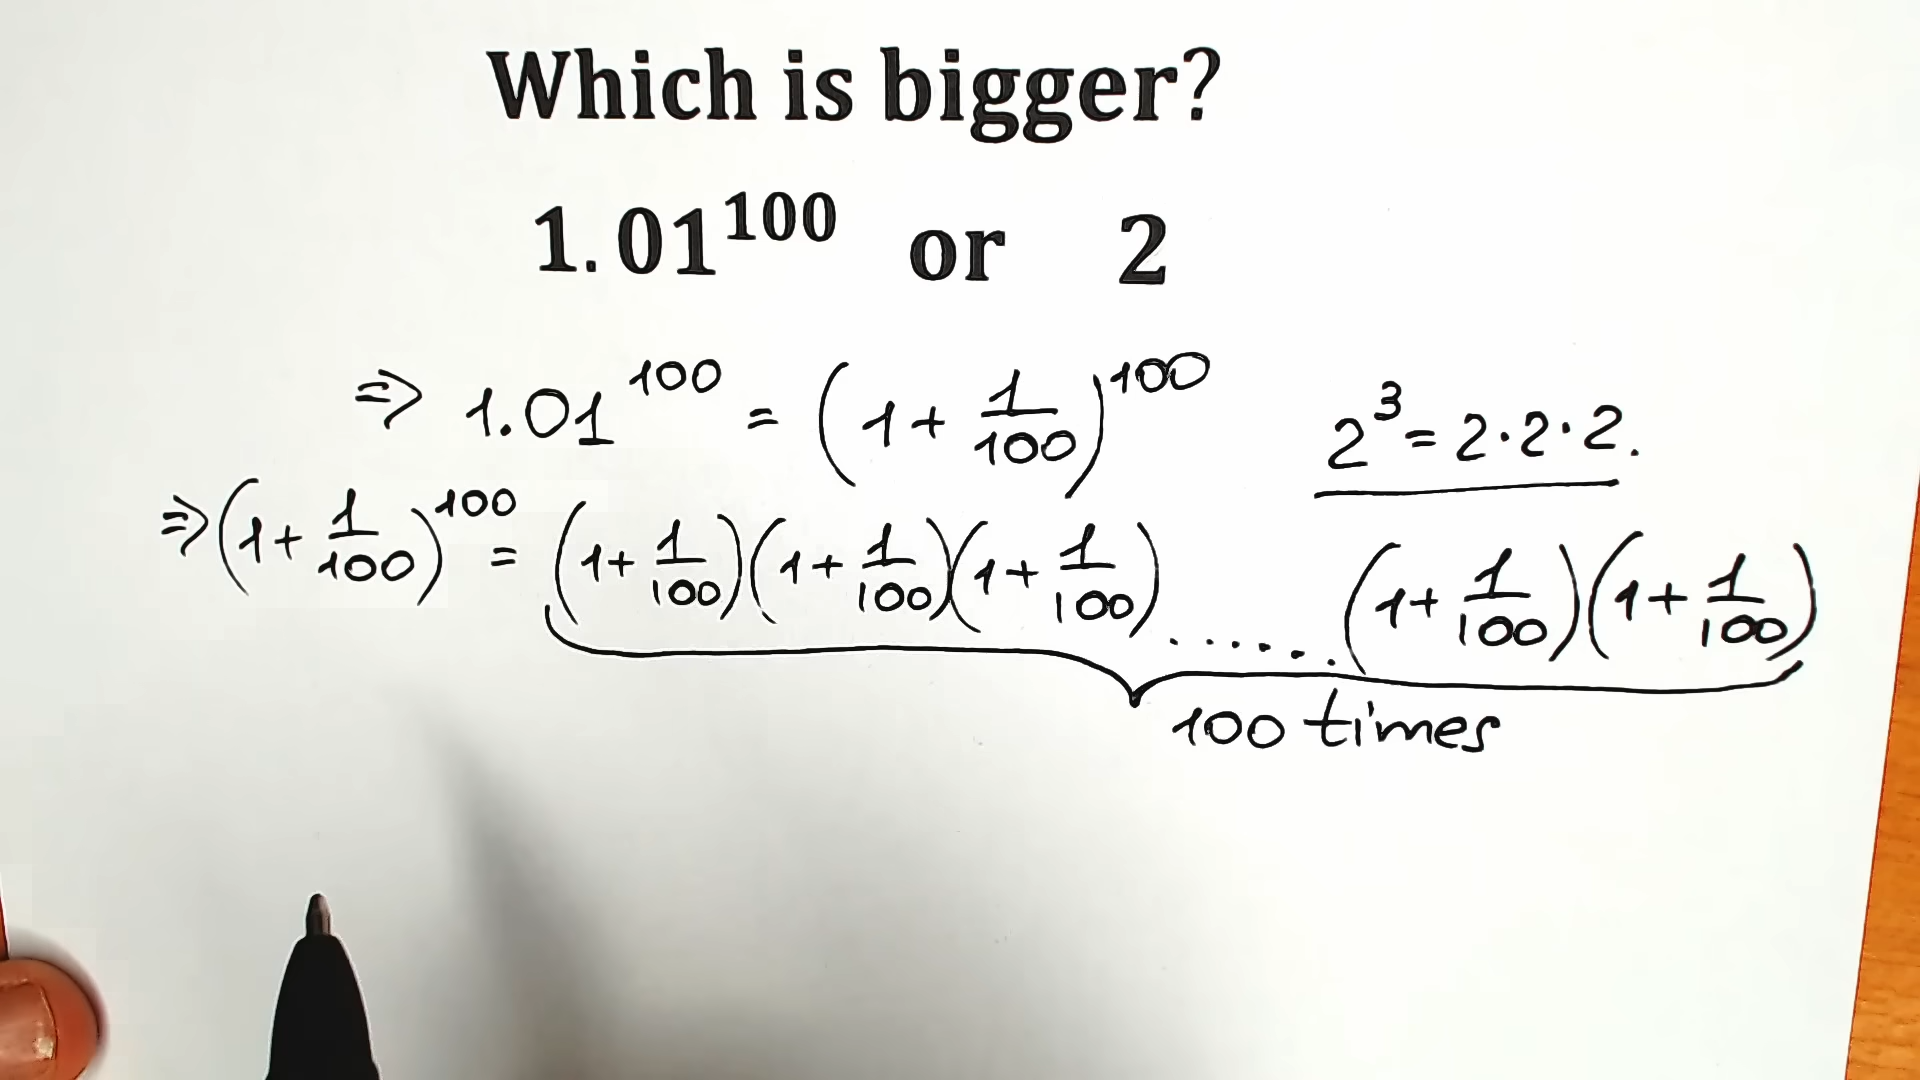 Which is bigger?
1.01^100 or 2
⇒ 1.01^100 = (1 + 1/100)^100
2^3 = 2·2·2.
⇒ (1 + 1/100)^100 = (1 + 1/100)(1 + 1/100)(1 + 1/100) ...... (1 + 1/100)(1 + 1/100)
100 times